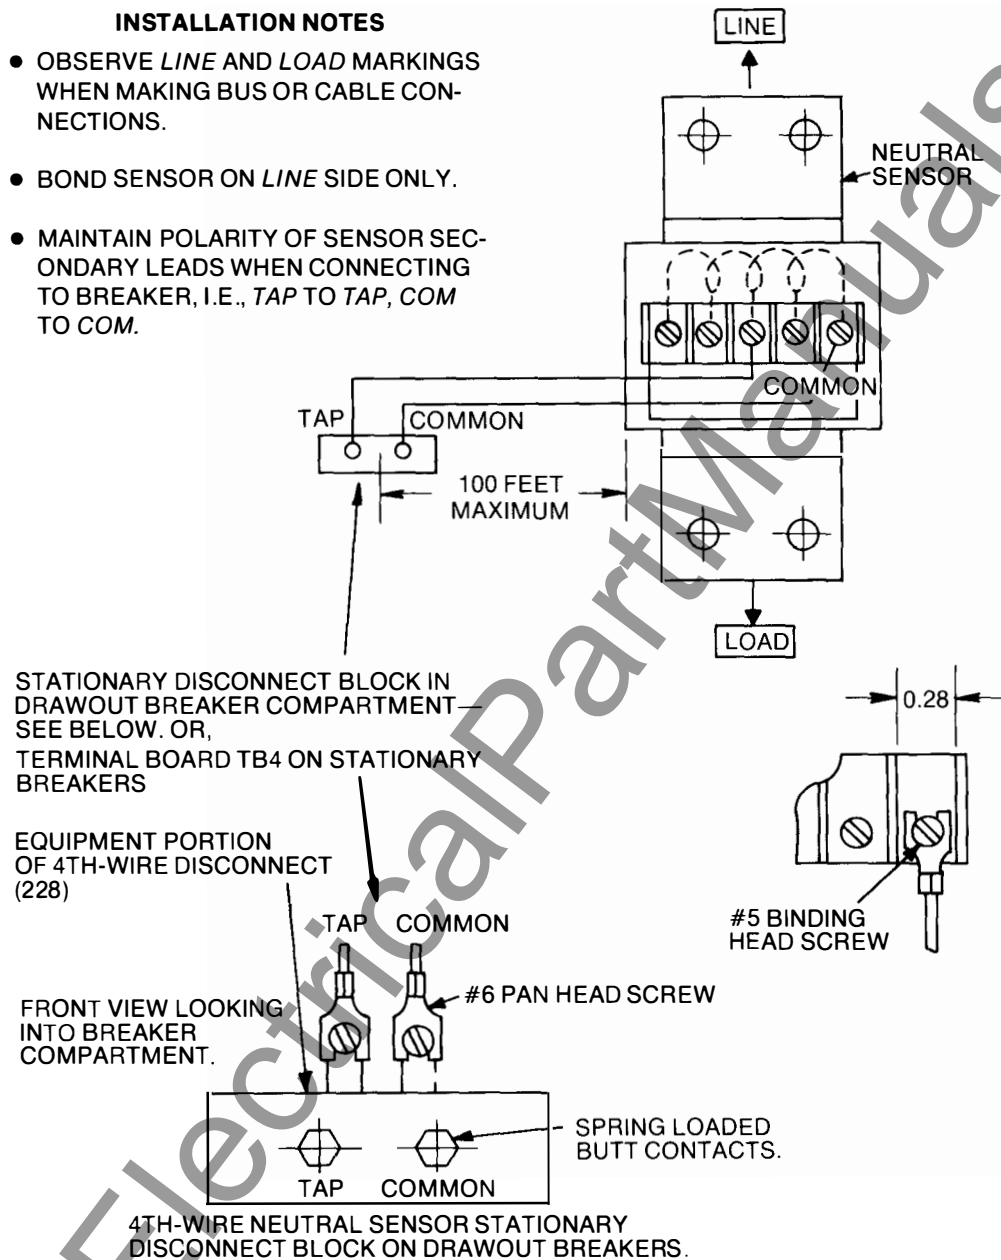 INSTALLATION NOTES
● OBSERVE LINE AND LOAD MARKINGS
WHEN MAKING BUS OR CABLE CON-
NECTIONS.
● BOND SENSOR ON LINE SIDE ONLY.
● MAINTAIN POLARITY OF SENSOR SEC-
ONDARY LEADS WHEN CONNECTING
TO BREAKER, I.E., TAP TO TAP, COM
TO COM.
LINE
NEUTRAL
SENSOR
COMMON
TAP
COMMON
100 FEET
MAXIMUM
LOAD
STATIONARY DISCONNECT BLOCK IN
DRAWOUT BREAKER COMPARTMENT—
SEE BELOW. OR,
TERMINAL BOARD TB4 ON STATIONARY
BREAKERS
0.28
#5 BINDING
HEAD SCREW
EQUIPMENT PORTION
OF 4TH-WIRE DISCONNECT
(228)
TAP
COMMON
#6 PAN HEAD SCREW
FRONT VIEW LOOKING
INTO BREAKER
COMPARTMENT.
SPRING LOADED
BUTT CONTACTS.
TAP
COMMON
4TH-WIRE NEUTRAL SENSOR STATIONARY
DISCONNECT BLOCK ON DRAWOUT BREAKERS.
ElectricalPartManuals